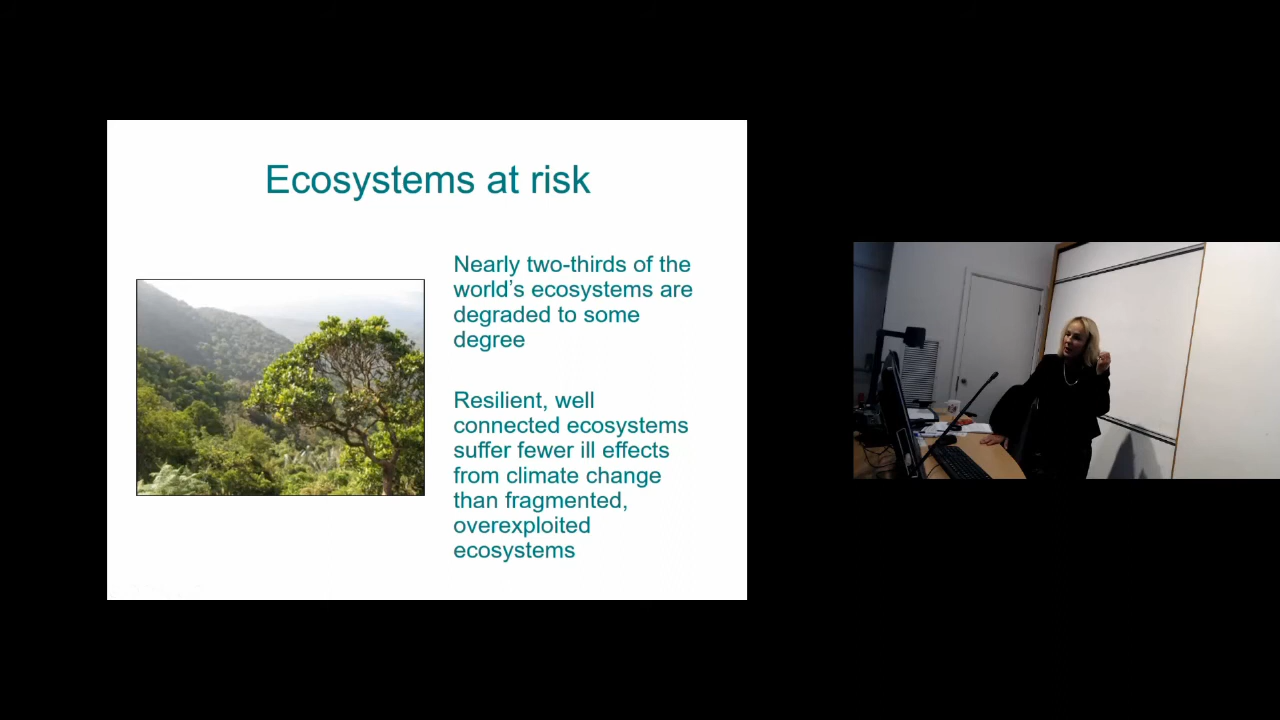 Ecosystems at risk
Nearly two-thirds of the
world’s ecosystems are
degraded to some
degree
Resilient, well
connected ecosystems
suffer fewer ill effects
from climate change
than fragmented,
overexploited
ecosystems